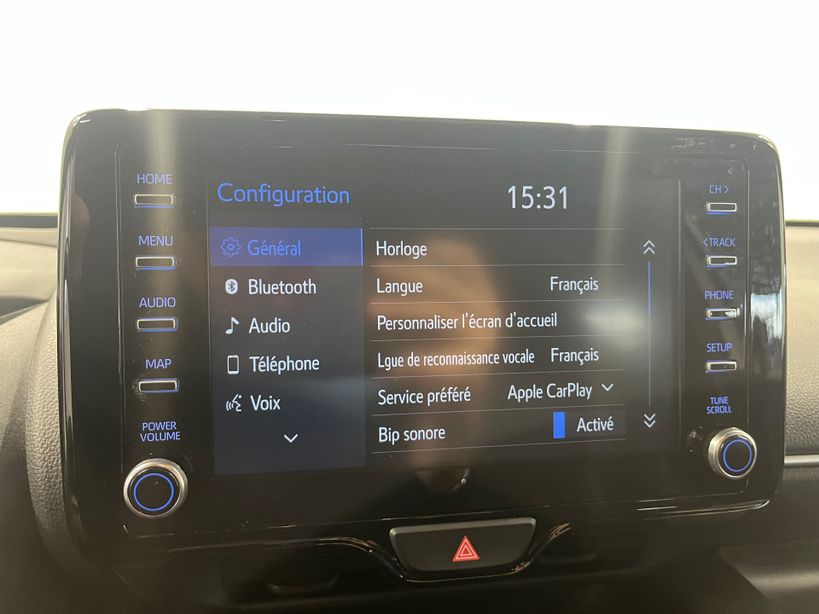 HOME
MENU
AUDIO
MAP
POWER
VOLUME
Configuration
15:31
Général
Bluetooth
Audio
Téléphone
Voix
Horloge
Langue Français
Personnaliser l'écran d'accueil
Lgue de reconnaissance vocale Français
Service préféré Apple CarPlay
Bip sonore Activé
CH >
< TRACK
PHONE
SETUP
TUNE
SCROLL